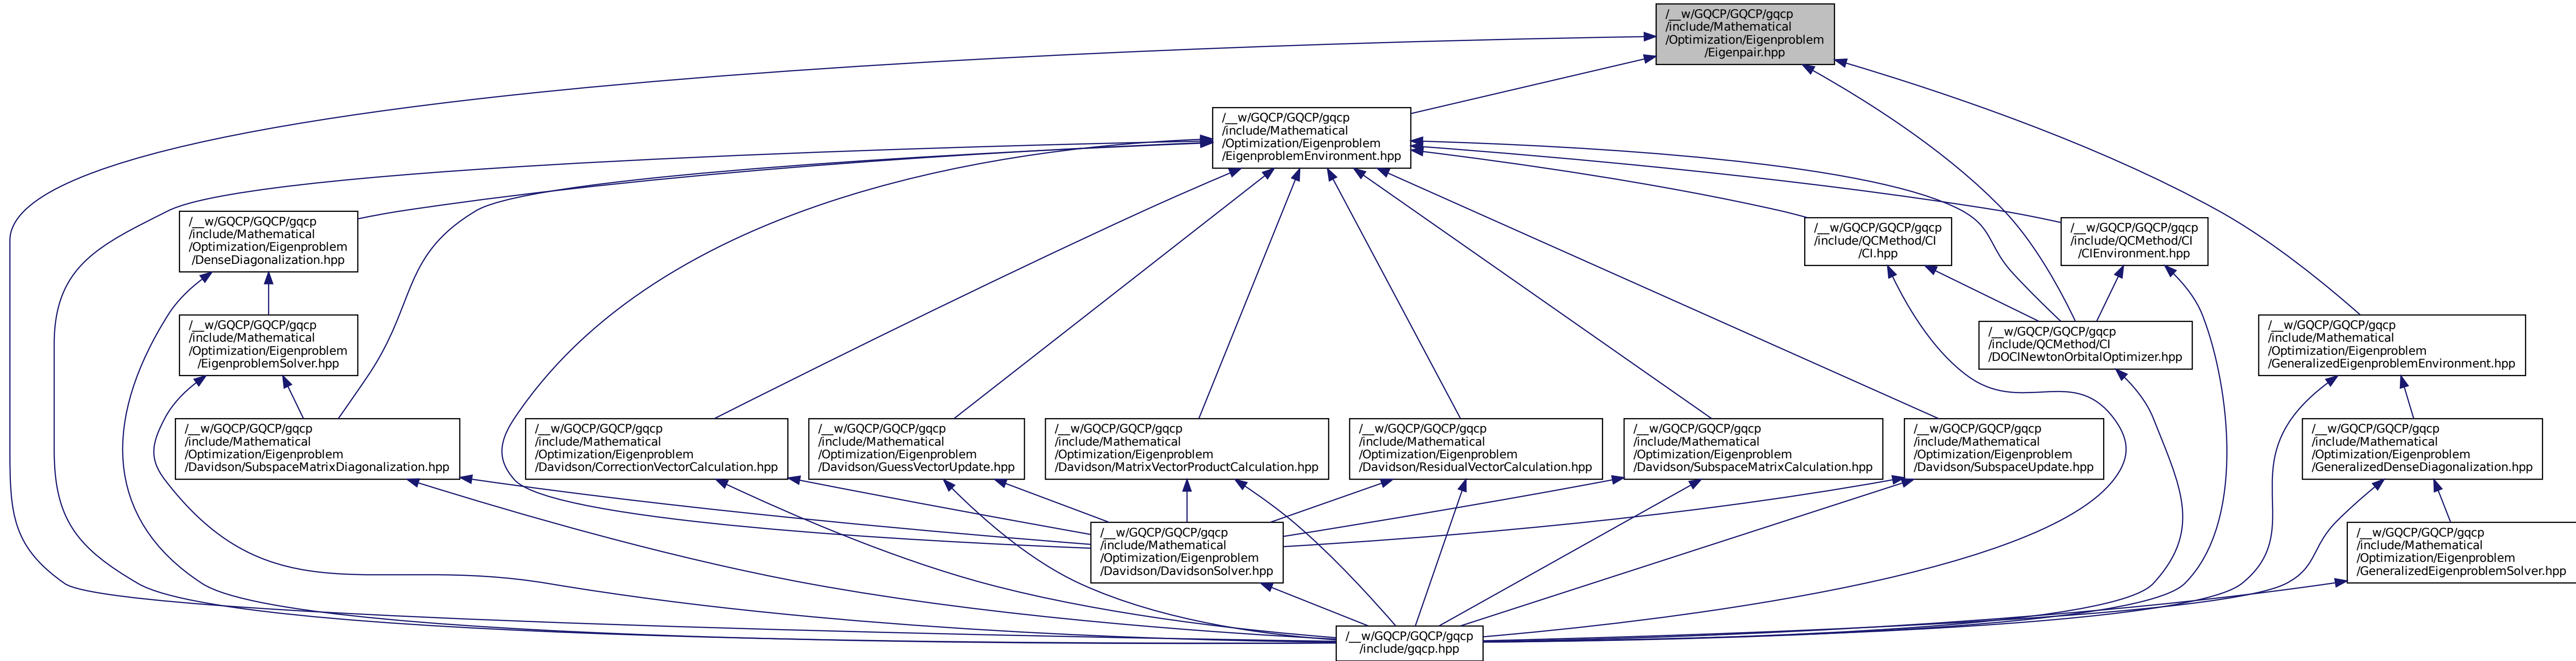 /__w/GQCP/GQCP/gqcp
/include/Mathematical
/Optimization/Eigenproblem
/Eigenpair.hpp
/__w/GQCP/GQCP/gqcp
/include/Mathematical
/Optimization/Eigenproblem
/EigenproblemEnvironment.hpp
/__w/GQCP/GQCP/gqcp
/include/Mathematical
/Optimization/Eigenproblem
/DenseDiagonalization.hpp
/__w/GQCP/GQCP/gqcp
/include/QCMethod/CI
/CI.hpp
/__w/GQCP/GQCP/gqcp
/include/QCMethod/CI
/CIEnvironment.hpp
/__w/GQCP/GQCP/gqcp
/include/Mathematical
/Optimization/Eigenproblem
/EigenproblemSolver.hpp
/__w/GQCP/GQCP/gqcp
/include/QCMethod/CI
/DOCINewtonOrbitalOptimizer.hpp
/__w/GQCP/GQCP/gqcp
/include/Mathematical
/Optimization/Eigenproblem
/GeneralizedEigenproblemEnvironment.hpp
/__w/GQCP/GQCP/gqcp
/include/Mathematical
/Optimization/Eigenproblem
/Davidson/SubspaceMatrixDiagonalization.hpp
/__w/GQCP/GQCP/gqcp
/include/Mathematical
/Optimization/Eigenproblem
/Davidson/CorrectionVectorCalculation.hpp
/__w/GQCP/GQCP/gqcp
/include/Mathematical
/Optimization/Eigenproblem
/Davidson/GuessVectorUpdate.hpp
/__w/GQCP/GQCP/gqcp
/include/Mathematical
/Optimization/Eigenproblem
/Davidson/MatrixVectorProductCalculation.hpp
/__w/GQCP/GQCP/gqcp
/include/Mathematical
/Optimization/Eigenproblem
/Davidson/ResidualVectorCalculation.hpp
/__w/GQCP/GQCP/gqcp
/include/Mathematical
/Optimization/Eigenproblem
/Davidson/SubspaceMatrixCalculation.hpp
/__w/GQCP/GQCP/gqcp
/include/Mathematical
/Optimization/Eigenproblem
/Davidson/SubspaceUpdate.hpp
/__w/GQCP/GQCP/gqcp
/include/Mathematical
/Optimization/Eigenproblem
/GeneralizedDenseDiagonalization.hpp
/__w/GQCP/GQCP/gqcp
/include/Mathematical
/Optimization/Eigenproblem
/Davidson/DavidsonSolver.hpp
/__w/GQCP/GQCP/gqcp
/include/Mathematical
/Optimization/Eigenproblem
/GeneralizedEigenproblemSolver.hpp
/__w/GQCP/GQCP/gqcp
/include/gqcp.hpp